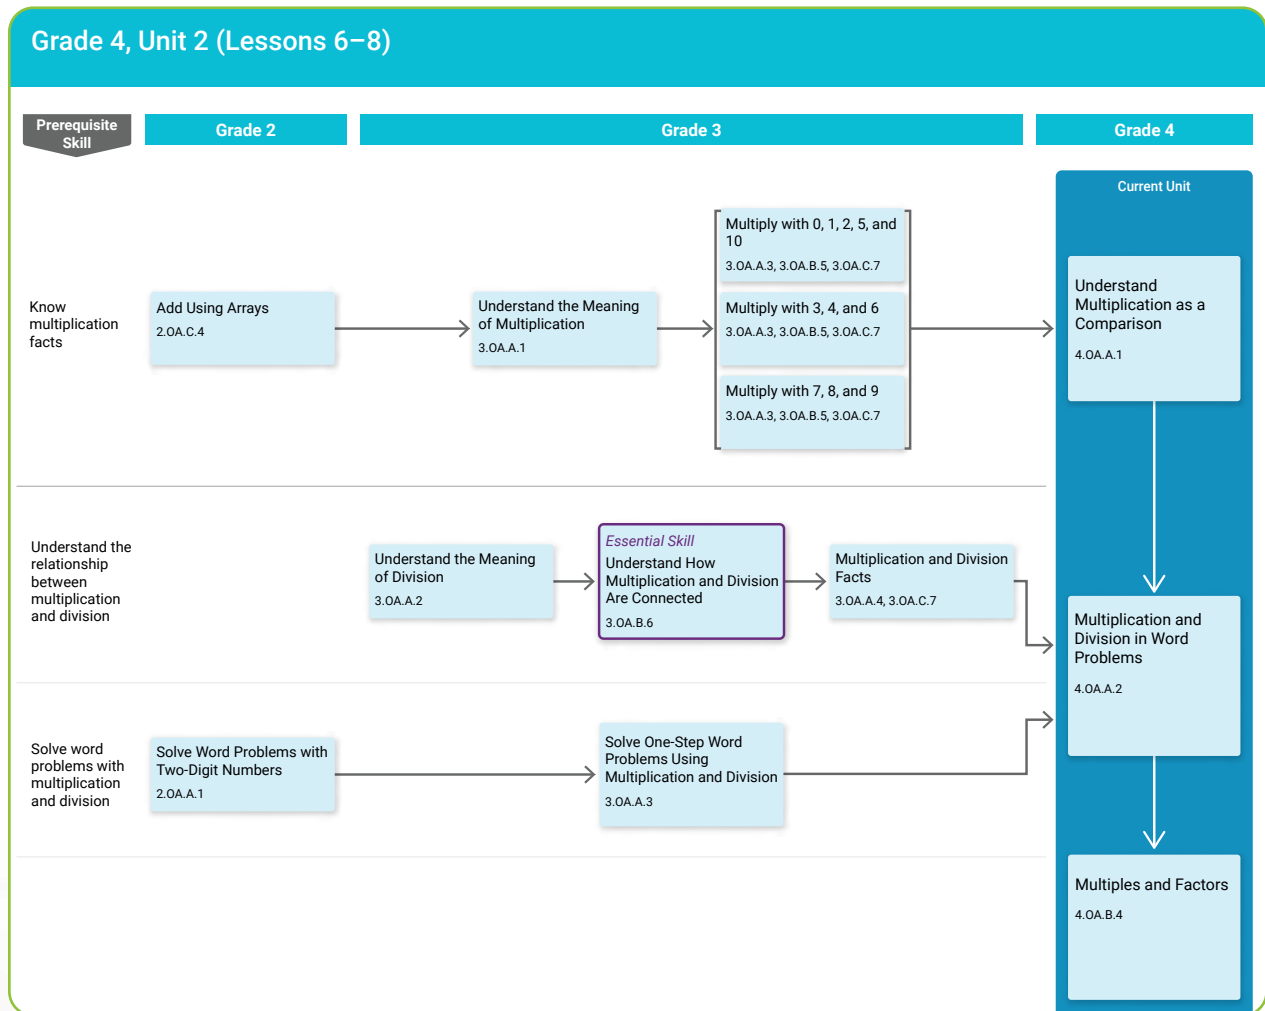 Grade 4, Unit 2 (Lessons 6–8)
Prerequisite
Skill
Grade 2
Grade 3
Grade 4
Current Unit
Know
multiplication
facts
Add Using Arrays
2.OA.C.4
Understand the Meaning
of Multiplication
3.OA.A.1
Multiply with 0, 1, 2, 5, and
10
3.OA.A.3, 3.OA.B.5, 3.OA.C.7
Multiply with 3, 4, and 6
3.OA.A.3, 3.OA.B.5, 3.OA.C.7
Multiply with 7, 8, and 9
3.OA.A.3, 3.OA.B.5, 3.OA.C.7
Understand
Multiplication as a
Comparison
4.OA.A.1
Understand the
relationship
between
multiplication
and division
Understand the Meaning
of Division
3.OA.A.2
Essential Skill
Understand How
Multiplication and Division
Are Connected
3.OA.B.6
Multiplication and Division
Facts
3.OA.A.4, 3.OA.C.7
Multiplication and
Division in Word
Problems
4.OA.A.2
Solve word
problems with
multiplication
and division
Solve Word Problems with
Two-Digit Numbers
2.OA.A.1
Solve One-Step Word
Problems Using
Multiplication and Division
3.OA.A.3
Multiples and Factors
4.OA.B.4